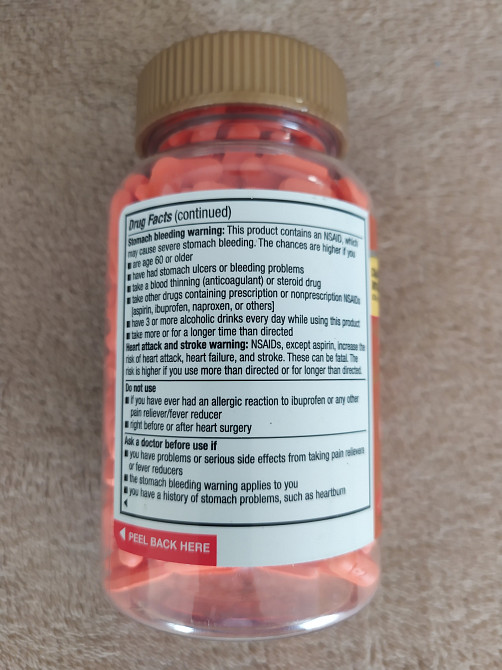 Drug Facts (continued)
Stomach bleeding warning: This product contains an NSAID, which
may cause severe stomach bleeding. The chances are higher if you
■ are age 60 or older
■ have had stomach ulcers or bleeding problems
■ take a blood thinning (anticoagulant) or steroid drug
■ take other drugs containing prescription or nonprescription NSAIDs
[aspirin, ibuprofen, naproxen, or others]
■ have 3 or more alcoholic drinks every day while using this product
■ take more or for a longer time than directed
Heart attack and stroke warning: NSAIDs, except aspirin, increase the
risk of heart attack, heart failure, and stroke. These can be fatal. The
risk is higher if you use more than directed or for longer than directed.
Do not use
■ if you have ever had an allergic reaction to ibuprofen or any other
pain reliever/fever reducer
■ right before or after heart surgery
Ask a doctor before use if
■ you have problems or serious side effects from taking pain relievers
or fever reducers
■ the stomach bleeding warning applies to you
■ you have a history of stomach problems, such as heartburn
PEEL BACK HERE